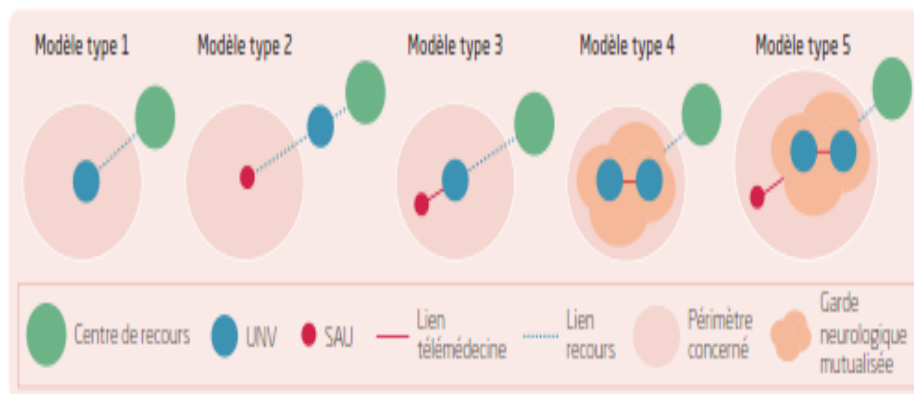 Modèle type 1
Modèle type 2
Modèle type 3
Modèle type 4
Modèle type 5
Centre de recours
UNV
SAU
Lien
télémédecine
Lien
recours
Périmètre
concerné
Garde
neurologique
mutualisée